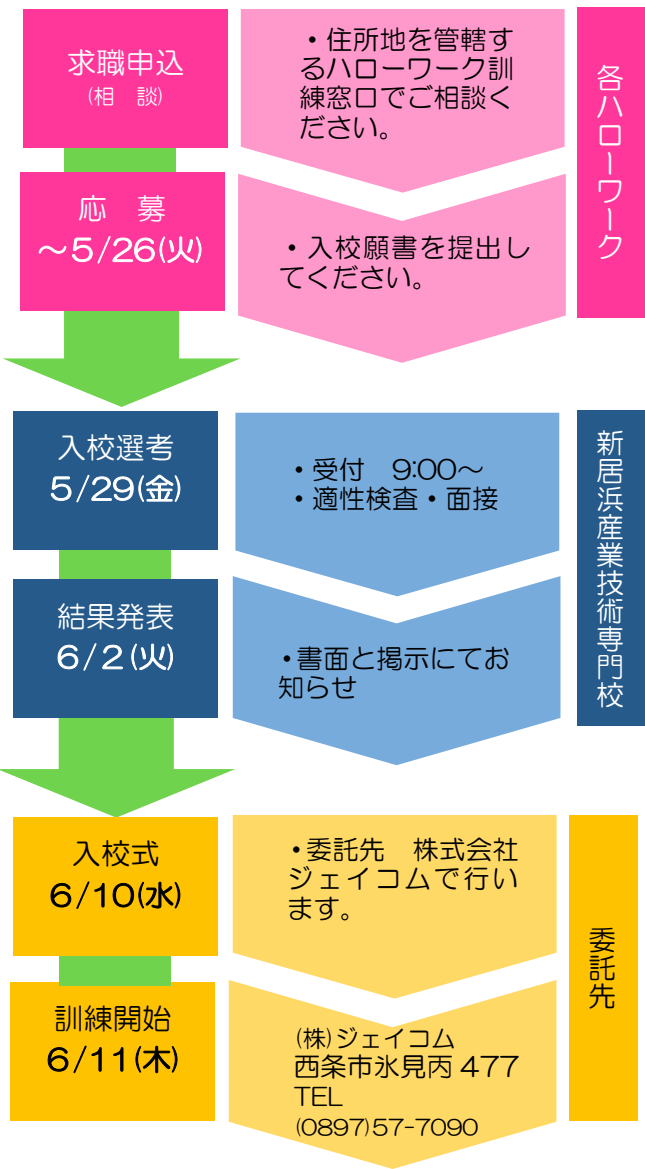 求職申込
(相　談)
・住所地を管轄す
るハローワーク訓
練窓口でご相談く
ださい。
各ハローワーク
応　募
～5/26(火)
・入校願書を提出し
てください。
入校選考
5/29(金)
・受付　9:00～
・適性検査・面接
新居浜産業技術専門校
結果発表
6/2(火)
・書面と掲示にてお
知らせ
入校式
6/10(水)
・委託先　株式会社
ジェイコムで行い
ます。
委託先
訓練開始
6/11(木)
(株)ジェイコム
西条市氷見丙 477
TEL
(0897)57-7090